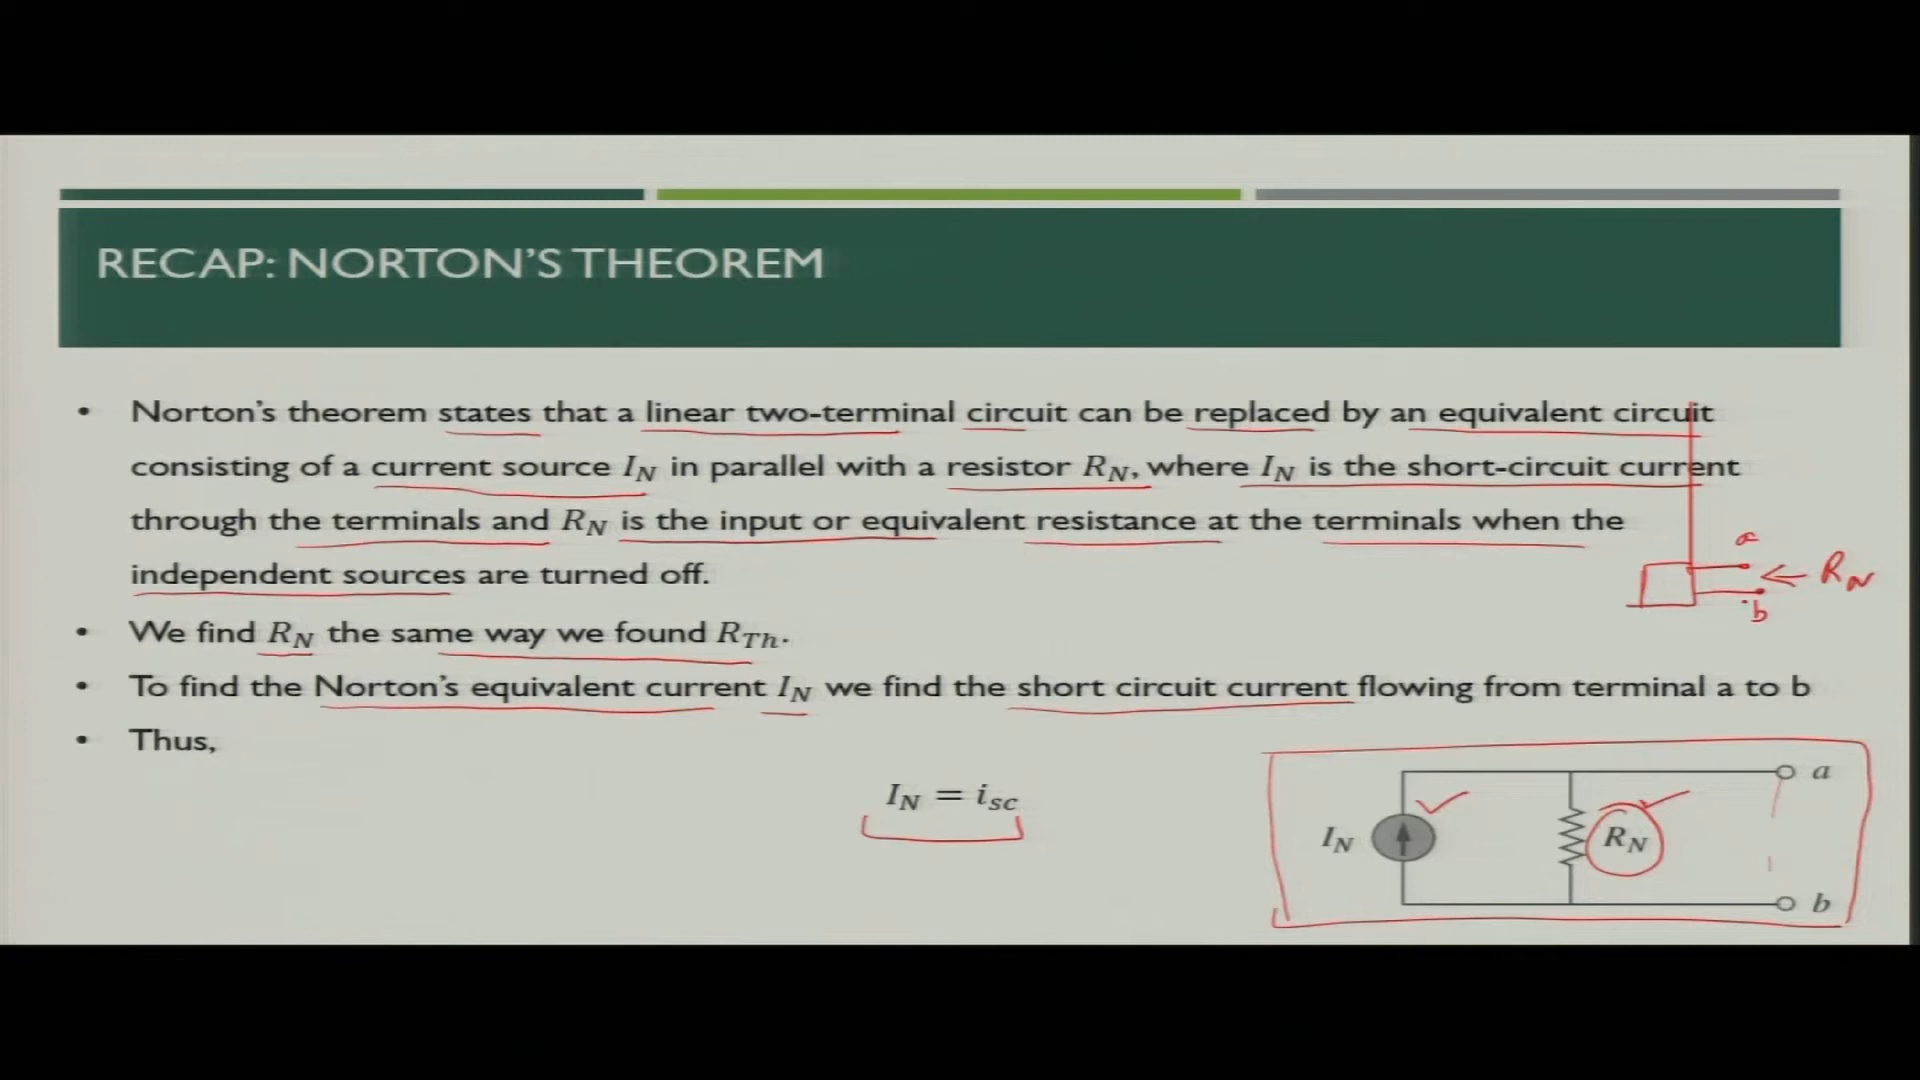 RECAP: NORTON'S THEOREM
• Norton's theorem states that a linear two-terminal circuit can be replaced by an equivalent circuit
consisting of a current source I_N in parallel with a resistor R_N, where I_N is the short-circuit current
through the terminals and R_N is the input or equivalent resistance at the terminals when the
independent sources are turned off.
a
R_N
b
• We find R_N the same way we found R_Th.
• To find the Norton's equivalent current I_N we find the short circuit current flowing from terminal a to b
• Thus,
I_N = i_sc
a
I_N
R_N
b